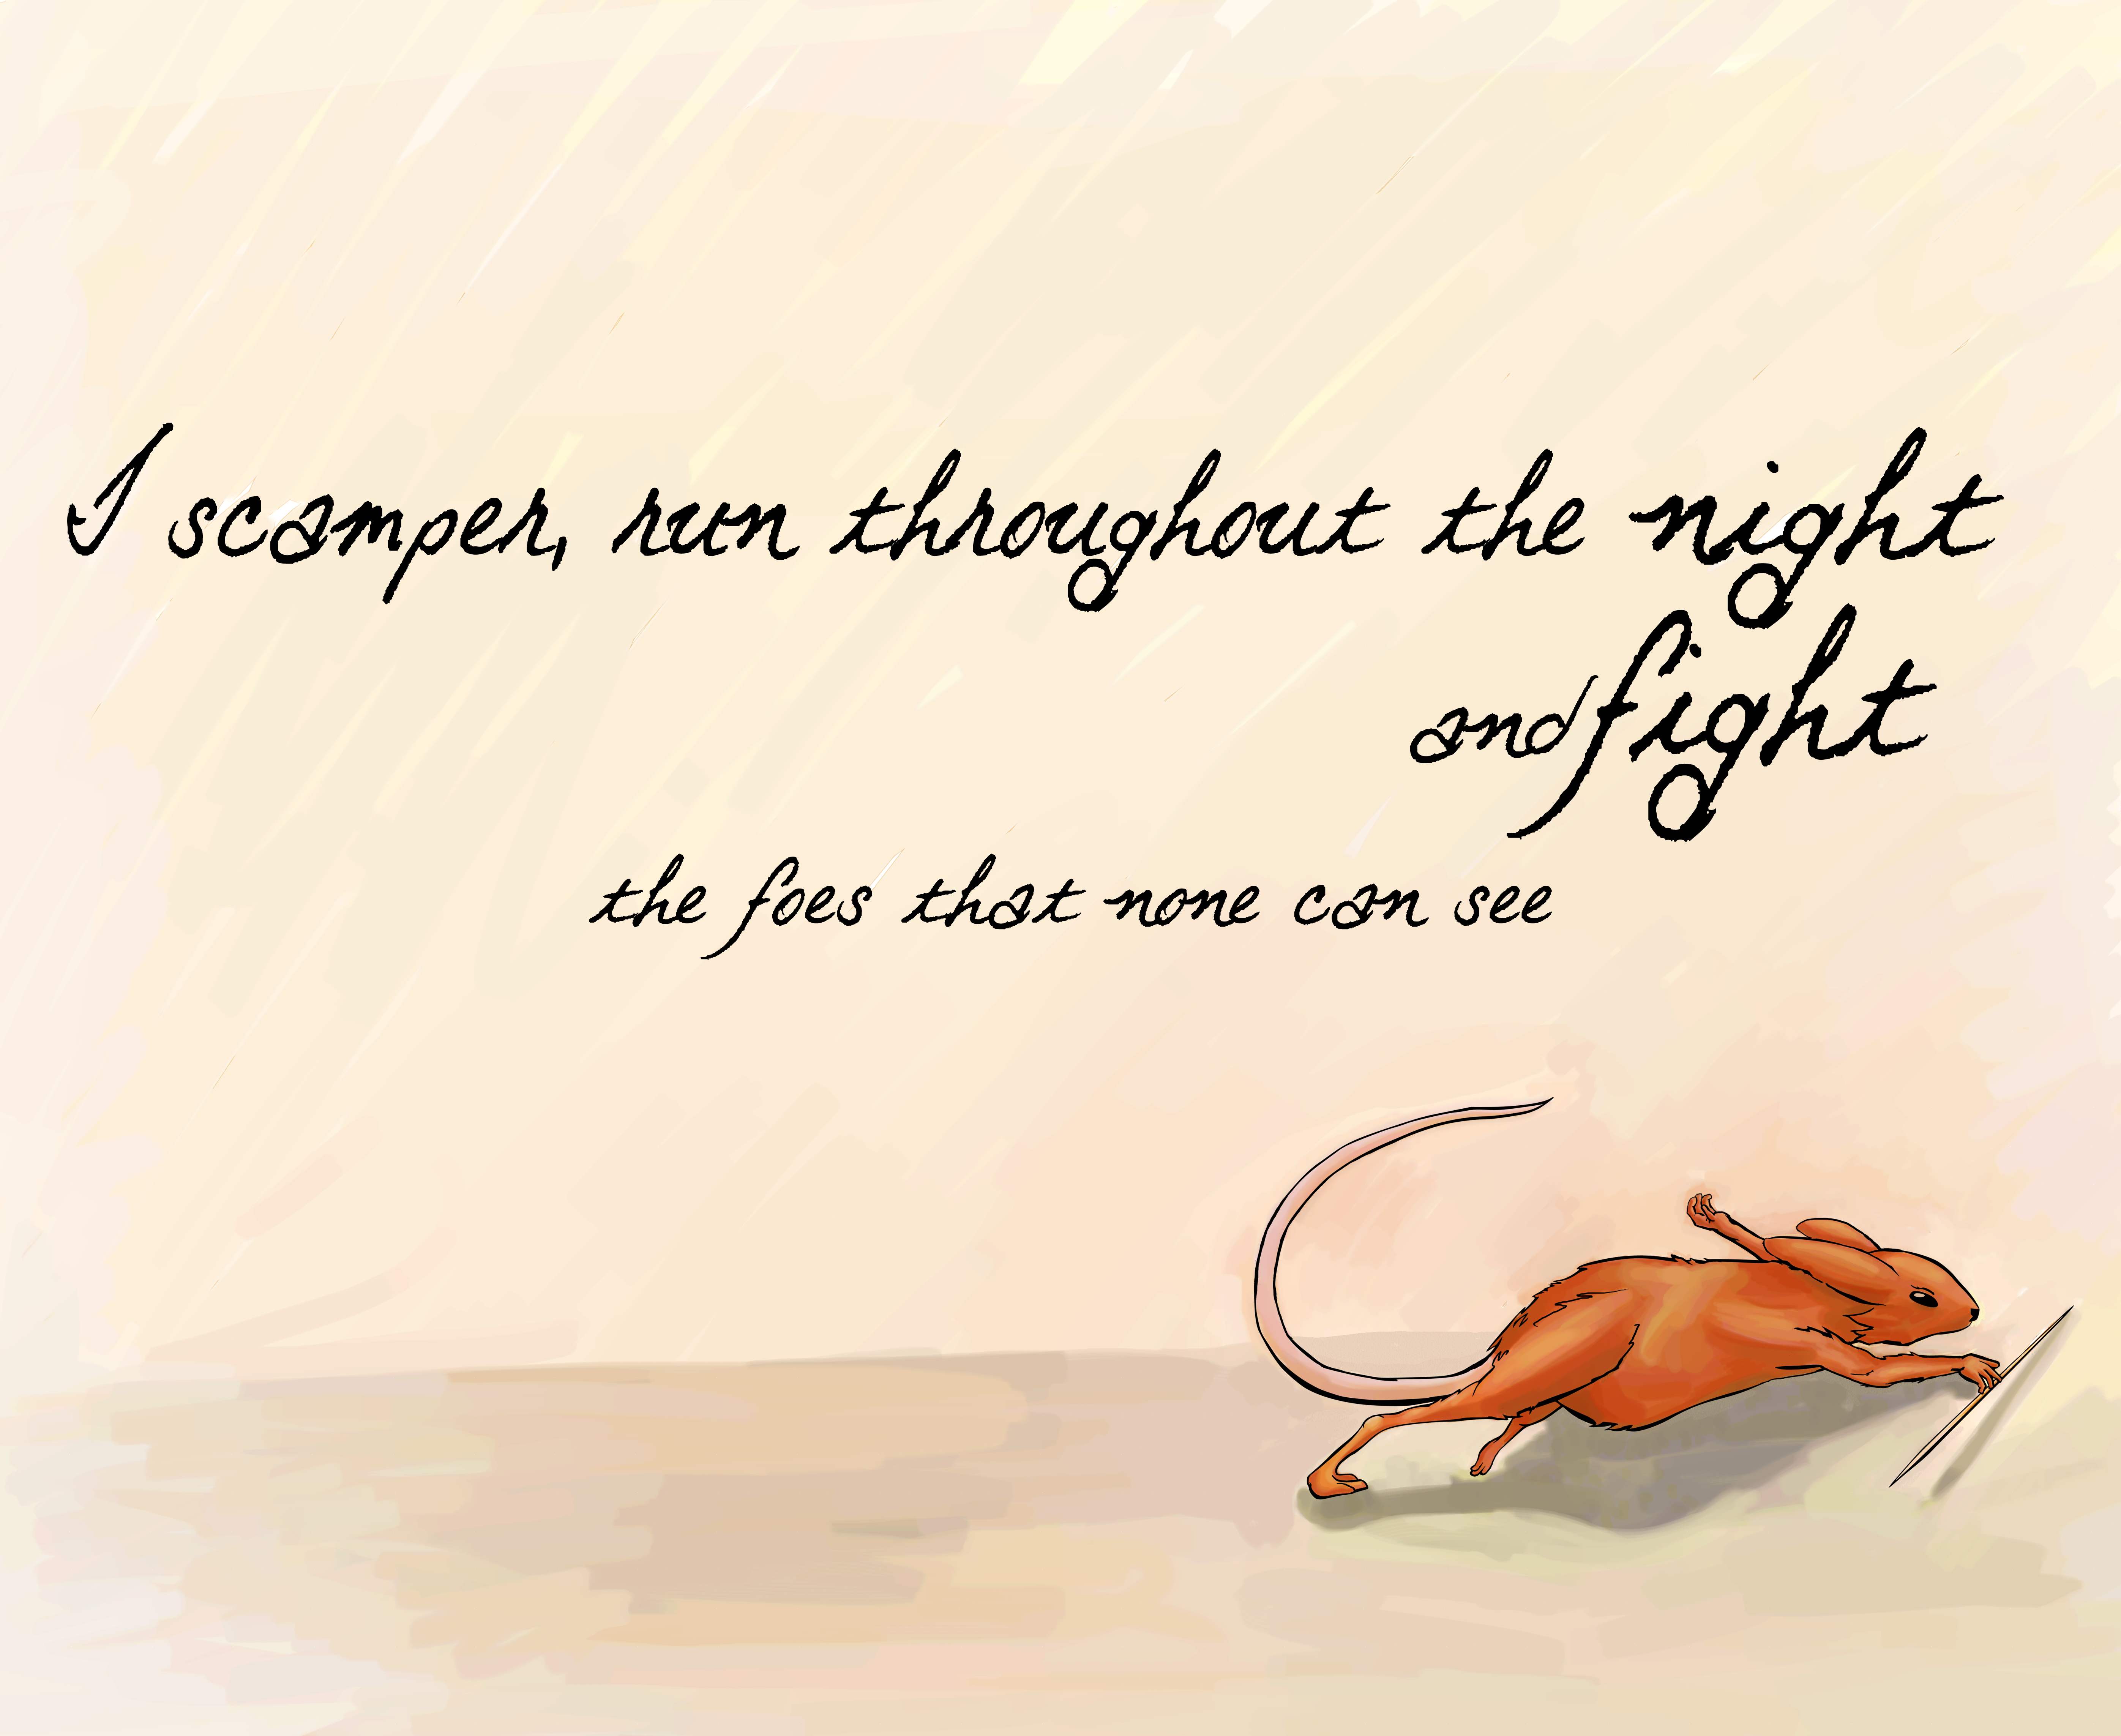 I scamper, run throughout the night
and fight
the foes that none can see